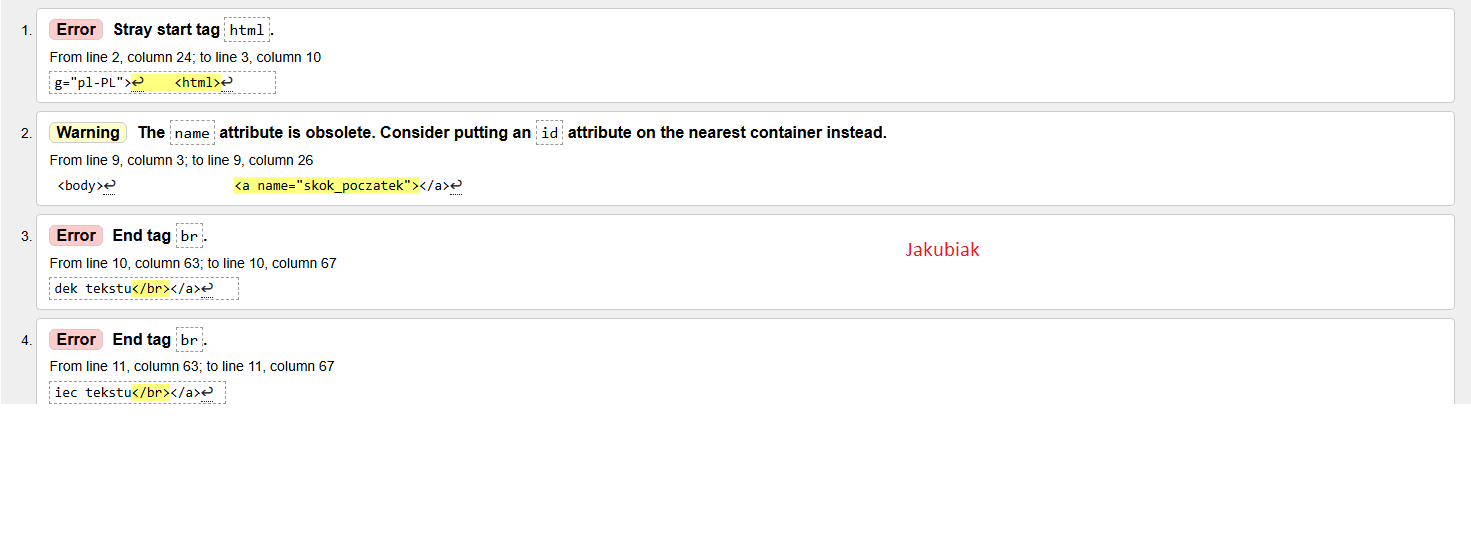 1. Error Stray start tag html.
From line 2, column 24; to line 3, column 10
g="pl-PL">↩    <html>↩
2. Warning The name attribute is obsolete. Consider putting an id attribute on the nearest container instead.
From line 9, column 3; to line 9, column 26
<body>↩ <a name="skok_poczatek"></a>↩
3. Error End tag br.
Jakubiak
From line 10, column 63; to line 10, column 67
dek tekstu</br></a>↩
4. Error End tag br.
From line 11, column 63; to line 11, column 67
iec tekstu</br></a>↩